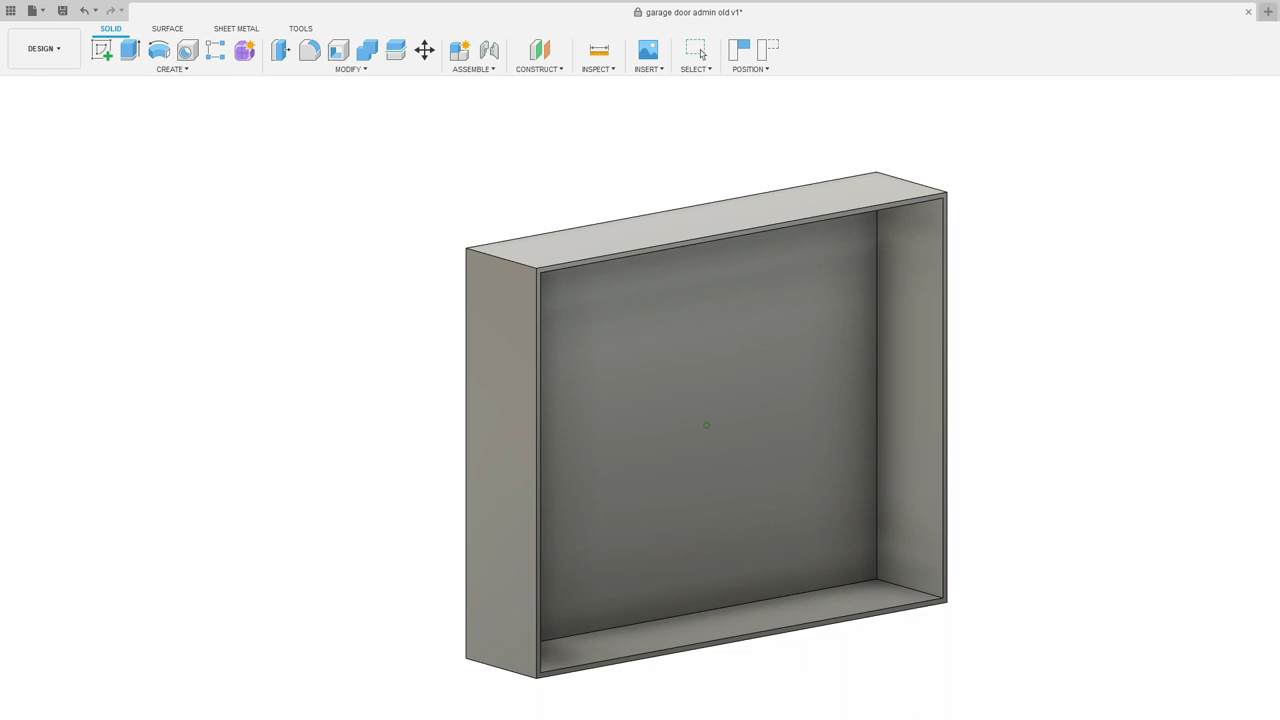 garage door admin old v1*
SOLID SURFACE SHEET METAL TOOLS
DESIGN
CREATE MODIFY ASSEMBLE CONSTRUCT INSPECT INSERT SELECT POSITION